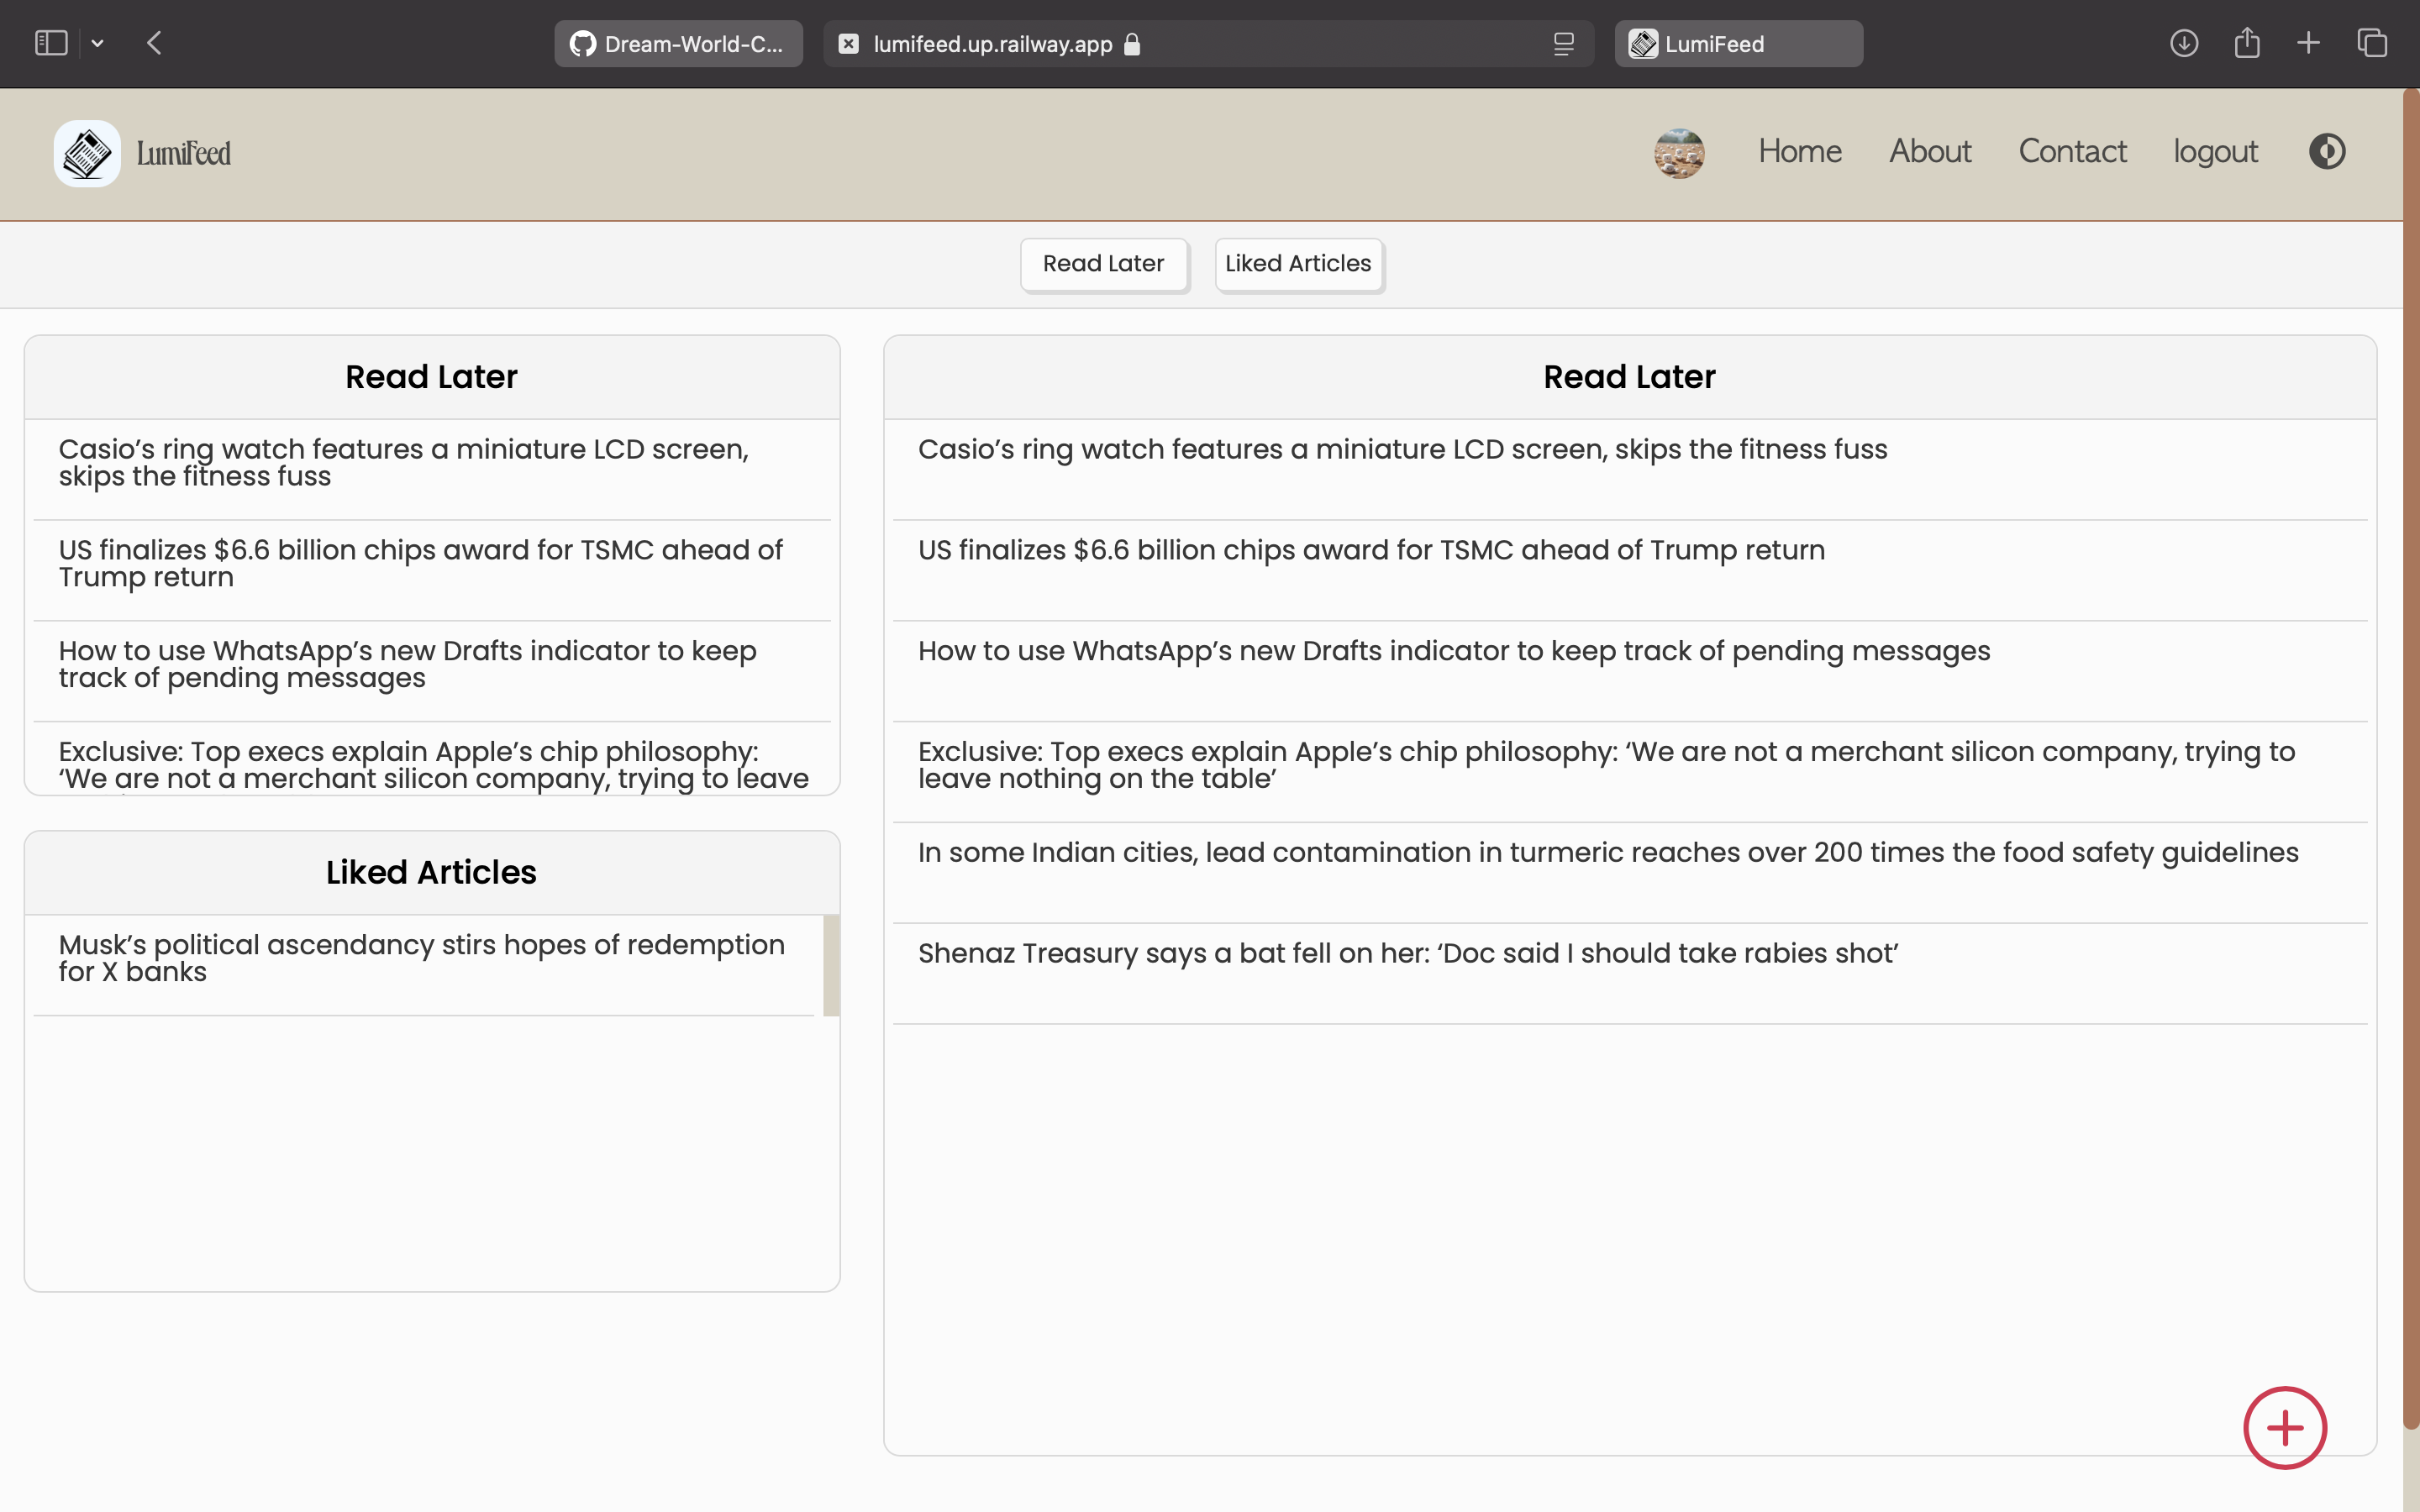 Dream-World-C...
lumifeed.up.railway.app
LumiFeed
LumiFeed
Home
About
Contact
logout
Read Later
Liked Articles
Read Later
Casio’s ring watch features a miniature LCD screen,
skips the fitness fuss
US finalizes $6.6 billion chips award for TSMC ahead of
Trump return
How to use WhatsApp’s new Drafts indicator to keep
track of pending messages
Exclusive: Top execs explain Apple’s chip philosophy:
‘We are not a merchant silicon company, trying to leave
Liked Articles
Musk’s political ascendancy stirs hopes of redemption
for X banks
Read Later
Casio’s ring watch features a miniature LCD screen, skips the fitness fuss
US finalizes $6.6 billion chips award for TSMC ahead of Trump return
How to use WhatsApp’s new Drafts indicator to keep track of pending messages
Exclusive: Top execs explain Apple’s chip philosophy: ‘We are not a merchant silicon company, trying to
leave nothing on the table’
In some Indian cities, lead contamination in turmeric reaches over 200 times the food safety guidelines
Shenaz Treasury says a bat fell on her: ‘Doc said I should take rabies shot’